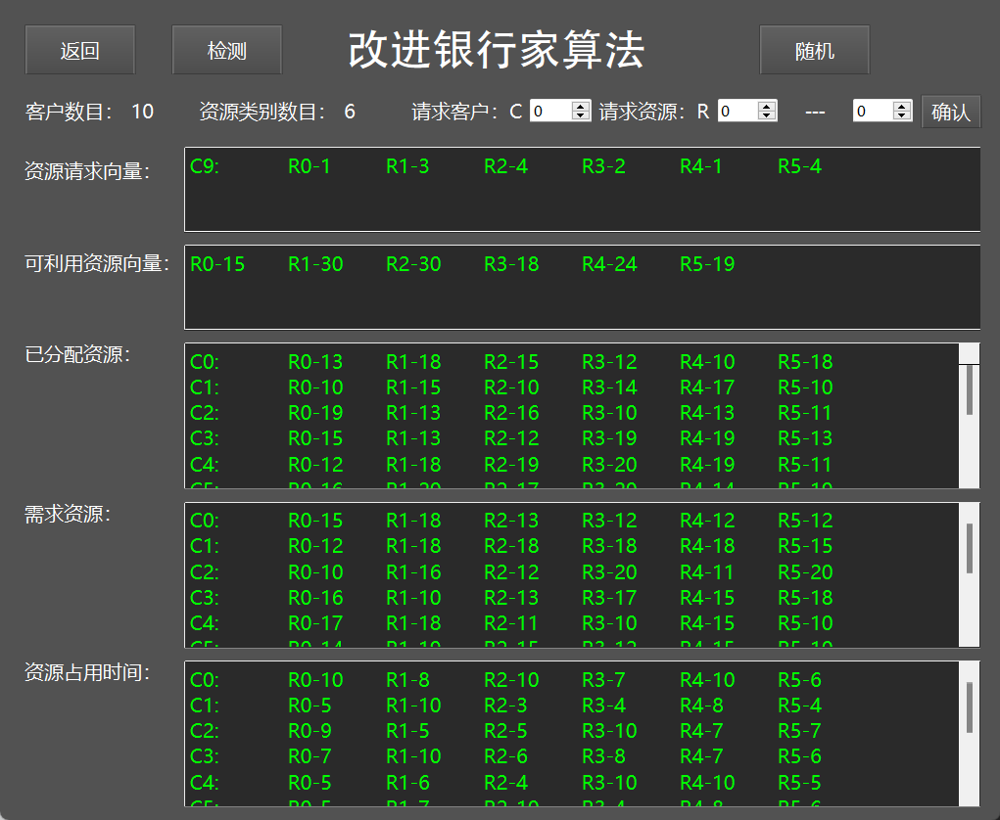 返回 检测 改进银行家算法 随机
客户数目： 10 资源类别数目： 6 请求客户：C 0 请求资源：R 0 --- 0 确认
资源请求向量： C9: R0-1 R1-3 R2-4 R3-2 R4-1 R5-4
可利用资源向量： R0-15 R1-30 R2-30 R3-18 R4-24 R5-19
已分配资源： C0: R0-13 R1-18 R2-15 R3-12 R4-10 R5-18
C1: R0-10 R1-15 R2-10 R3-14 R4-17 R5-10
C2: R0-19 R1-13 R2-16 R3-10 R4-13 R5-11
C3: R0-15 R1-13 R2-12 R3-19 R4-19 R5-13
C4: R0-12 R1-18 R2-19 R3-20 R4-19 R5-11
需求资源： C0: R0-15 R1-18 R2-13 R3-12 R4-12 R5-12
C1: R0-12 R1-18 R2-18 R3-18 R4-18 R5-15
C2: R0-10 R1-16 R2-12 R3-20 R4-11 R5-20
C3: R0-16 R1-10 R2-13 R3-17 R4-15 R5-18
C4: R0-17 R1-18 R2-11 R3-10 R4-15 R5-10
资源占用时间： C0: R0-10 R1-8 R2-10 R3-7 R4-10 R5-6
C1: R0-5 R1-10 R2-3 R3-4 R4-8 R5-4
C2: R0-9 R1-5 R2-5 R3-10 R4-7 R5-7
C3: R0-7 R1-10 R2-6 R3-8 R4-7 R5-6
C4: R0-5 R1-6 R2-4 R3-10 R4-10 R5-5